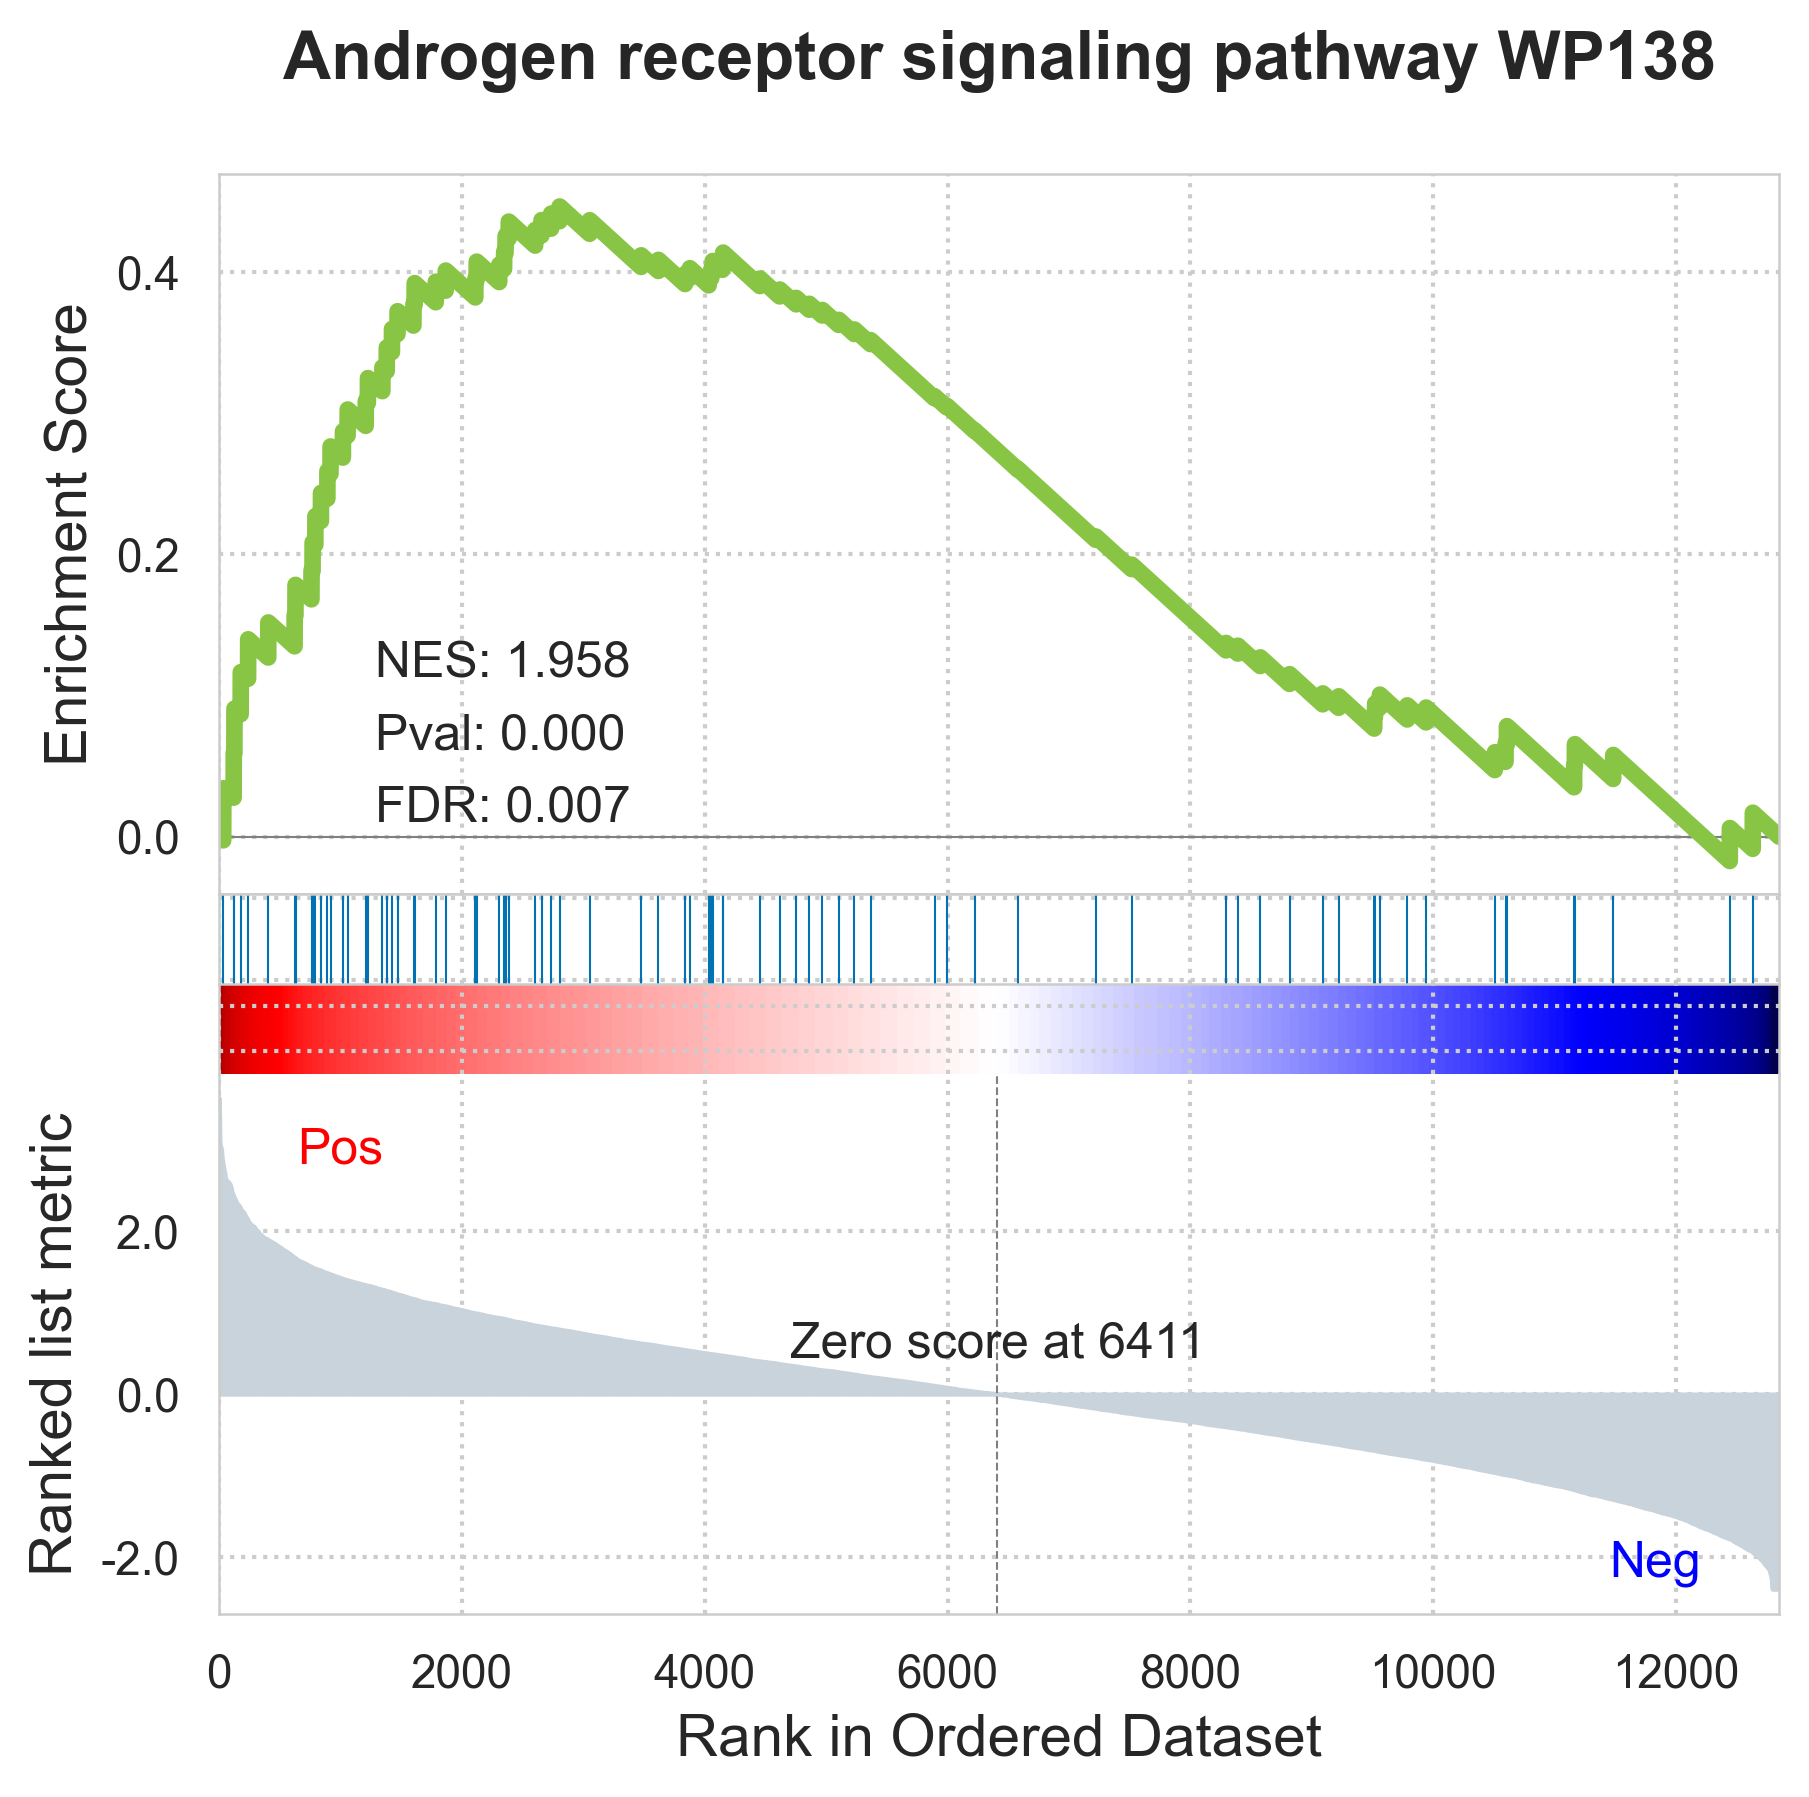 Androgen receptor signaling pathway WP138
Enrichment Score
0.4
0.2
0.0
NES: 1.958
Pval: 0.000
FDR: 0.007
Ranked list metric
2.0
0.0
-2.0
Pos
Zero score at 6411
Neg
0 2000 4000 6000 8000 10000 12000
Rank in Ordered Dataset